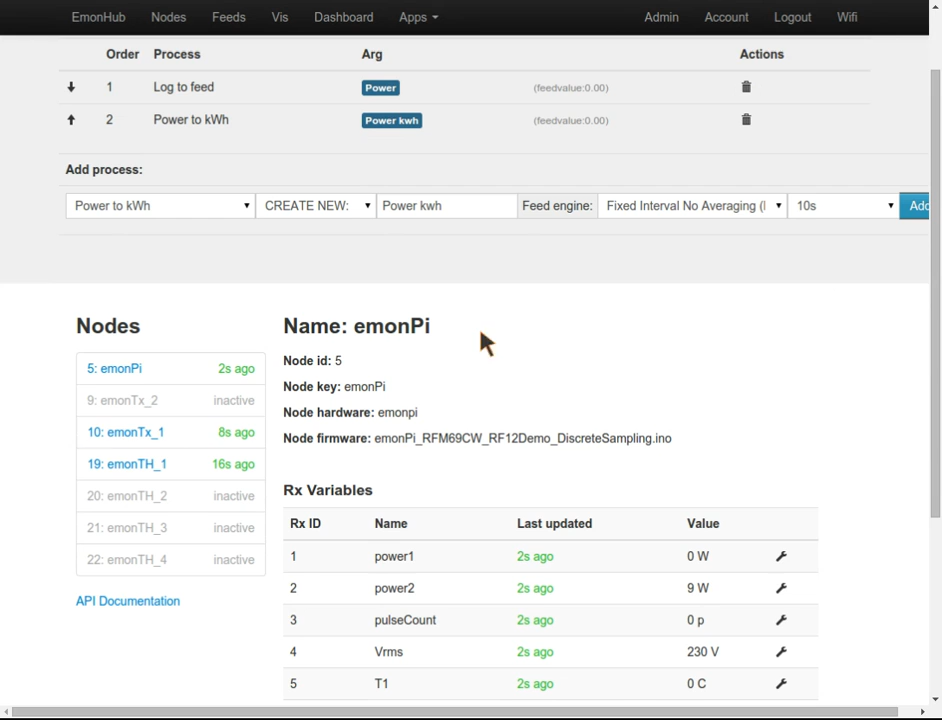 EmonHub Nodes Feeds Vis Dashboard Apps Admin Account Logout Wifi
Order Process Arg Actions
1 Log to feed Power (feedvalue:0.00)
2 Power to kWh Power kwh (feedvalue:0.00)
Add process:
Power to kWh CREATE NEW: Power kwh Feed engine: Fixed Interval No Averaging ( 10s Add
Nodes
5: emonPi 2s ago
9: emonTx_2 inactive
10: emonTx_1 8s ago
19: emonTH_1 16s ago
20: emonTH_2 inactive
21: emonTH_3 inactive
22: emonTH_4 inactive
API Documentation
Name: emonPi
Node id: 5
Node key: emonPi
Node hardware: emonpi
Node firmware: emonPi_RFM69CW_RF12Demo_DiscreteSampling.ino
Rx Variables
Rx ID Name Last updated Value
1 power1 2s ago 0 W
2 power2 2s ago 9 W
3 pulseCount 2s ago 0 p
4 Vrms 2s ago 230 V
5 T1 2s ago 0 C